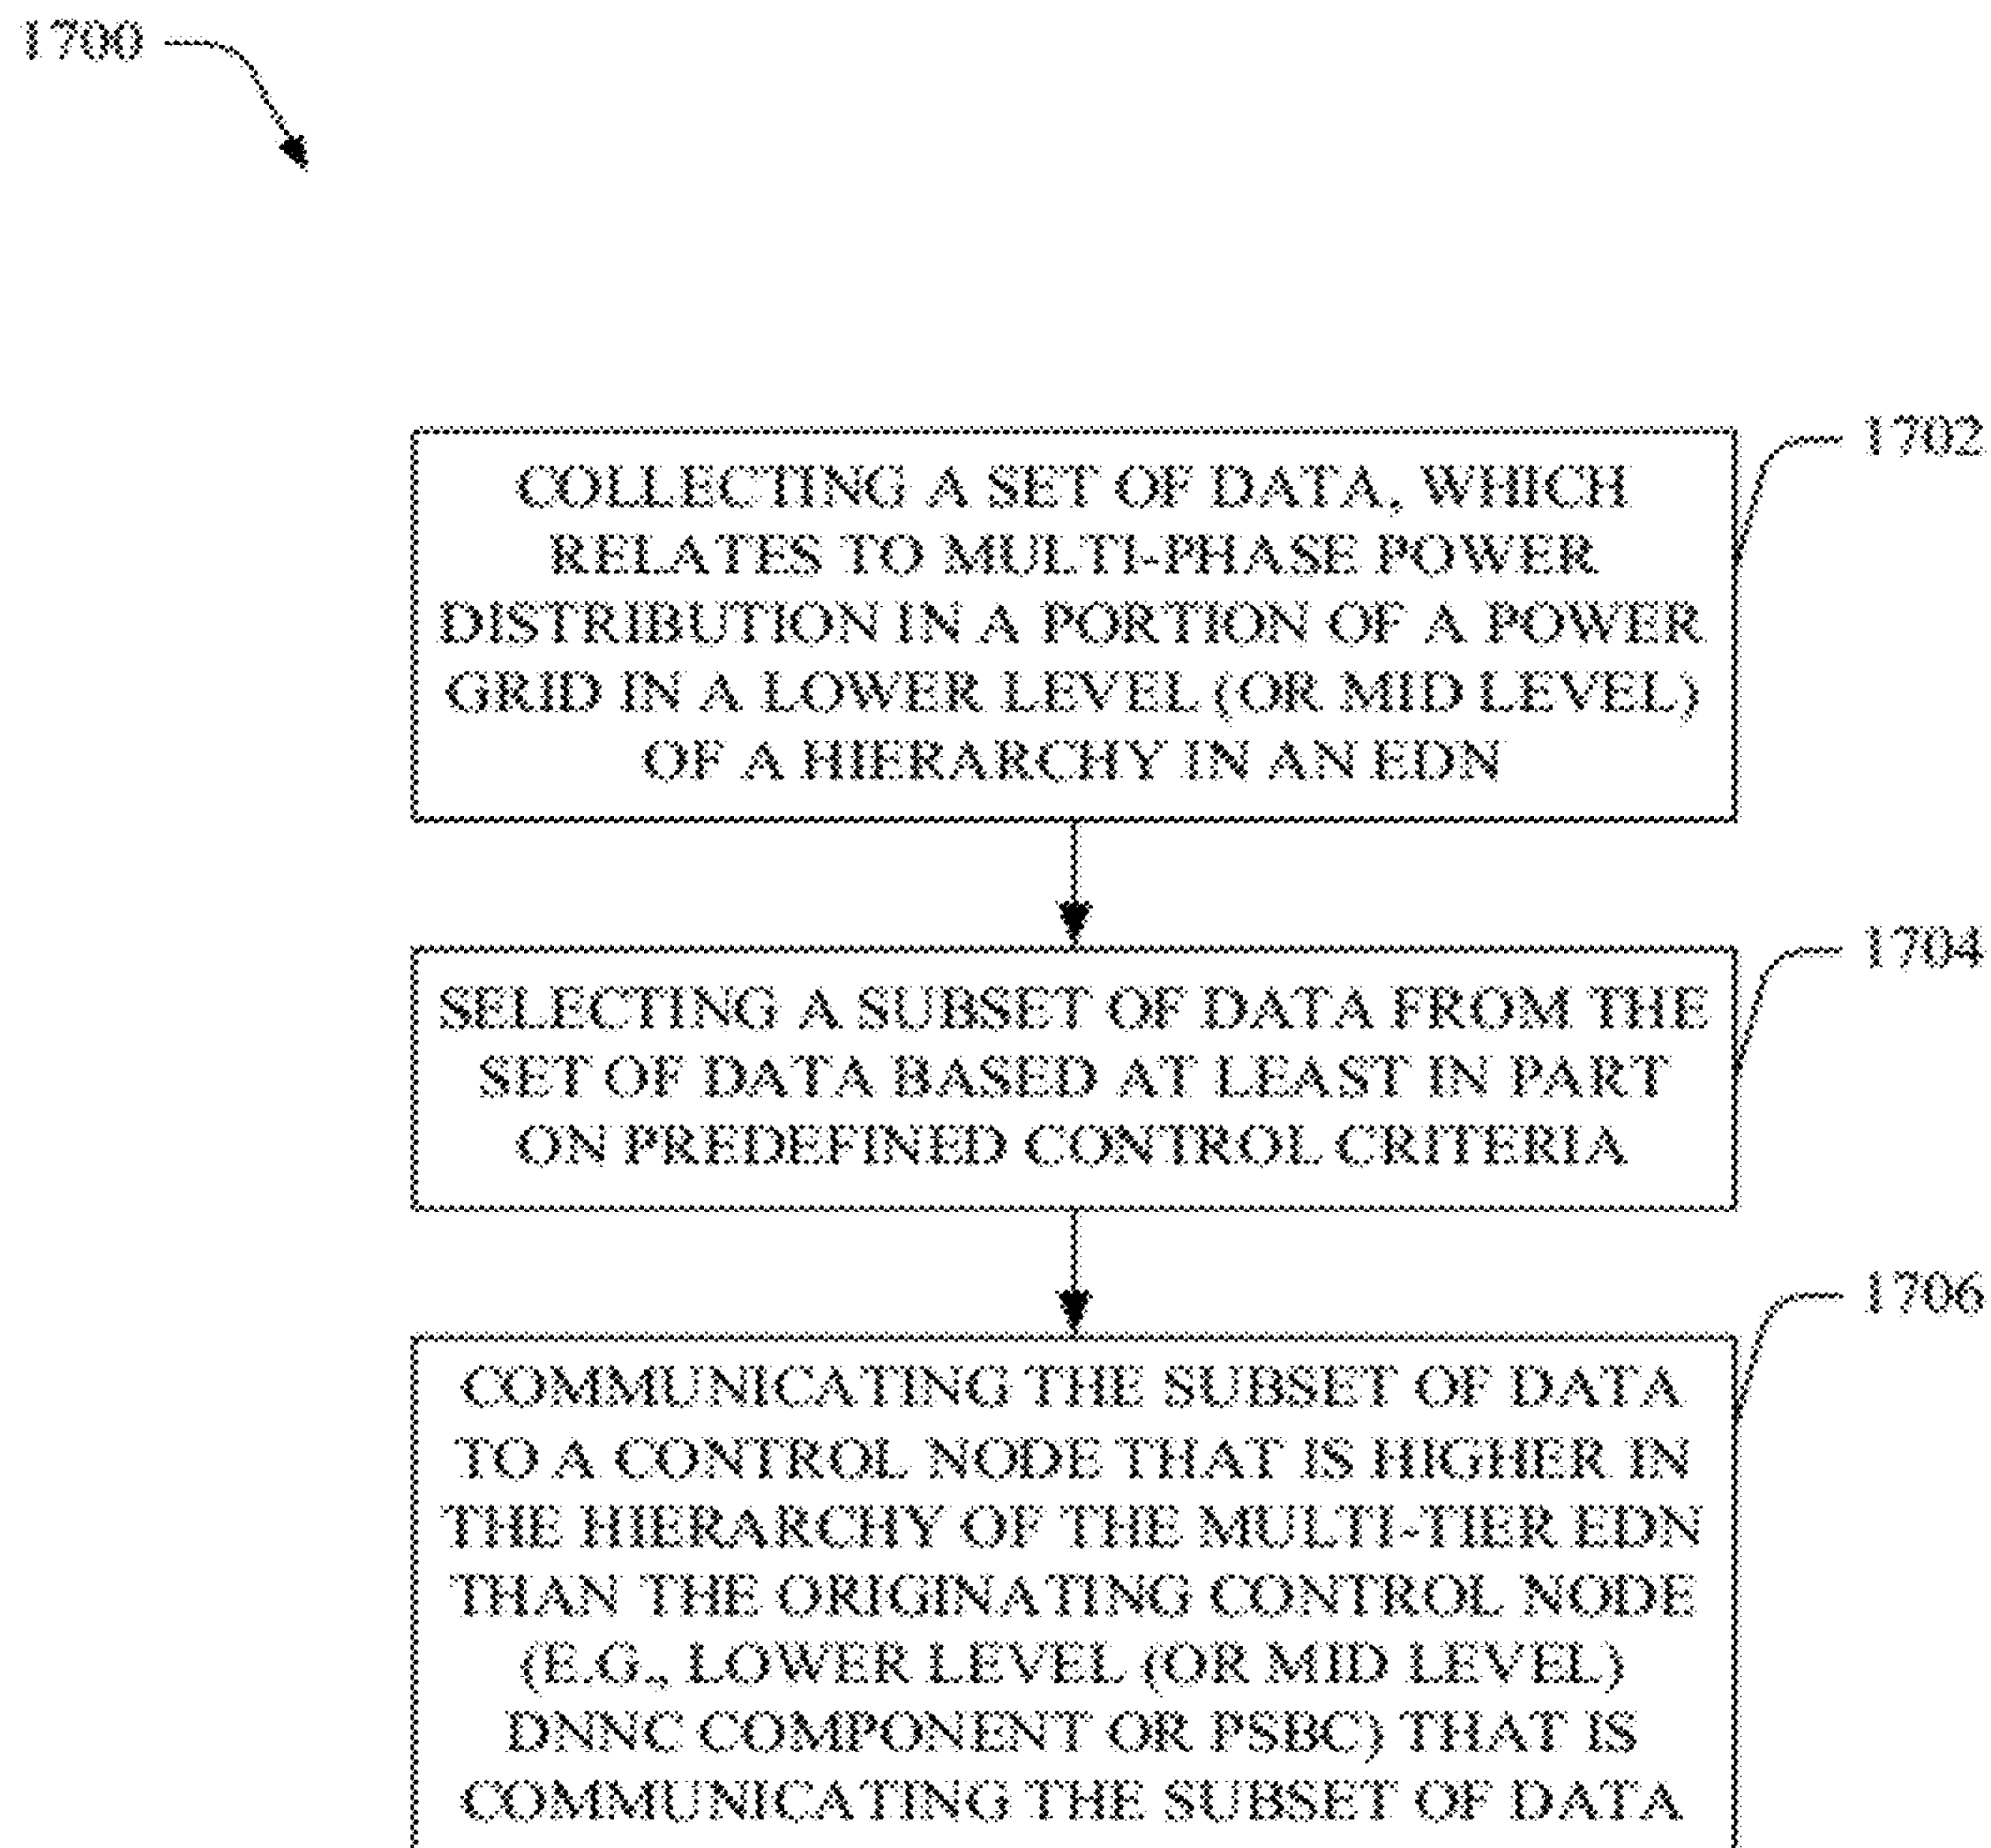 1700
1702
COLLECTING A SET OF DATA, WHICH
RELATES TO MULTI-PHASE POWER
DISTRIBUTION IN A PORTION OF A POWER
GRID IN A LOWER LEVEL (OR MID LEVEL)
OF A HIERARCHY IN AN EDN
1704
SELECTING A SUBSET OF DATA FROM THE
SET OF DATA BASED AT LEAST IN PART
ON PREDEFINED CONTROL CRITERIA
1706
COMMUNICATING THE SUBSET OF DATA
TO A CONTROL NODE THAT IS HIGHER IN
THE HIERARCHY OF THE MULTI-TIER EDN
THAN THE ORIGINATING CONTROL NODE
(E.G., LOWER LEVEL (OR MID LEVEL)
DNNC COMPONENT OR PSBC) THAT IS
COMMUNICATING THE SUBSET OF DATA